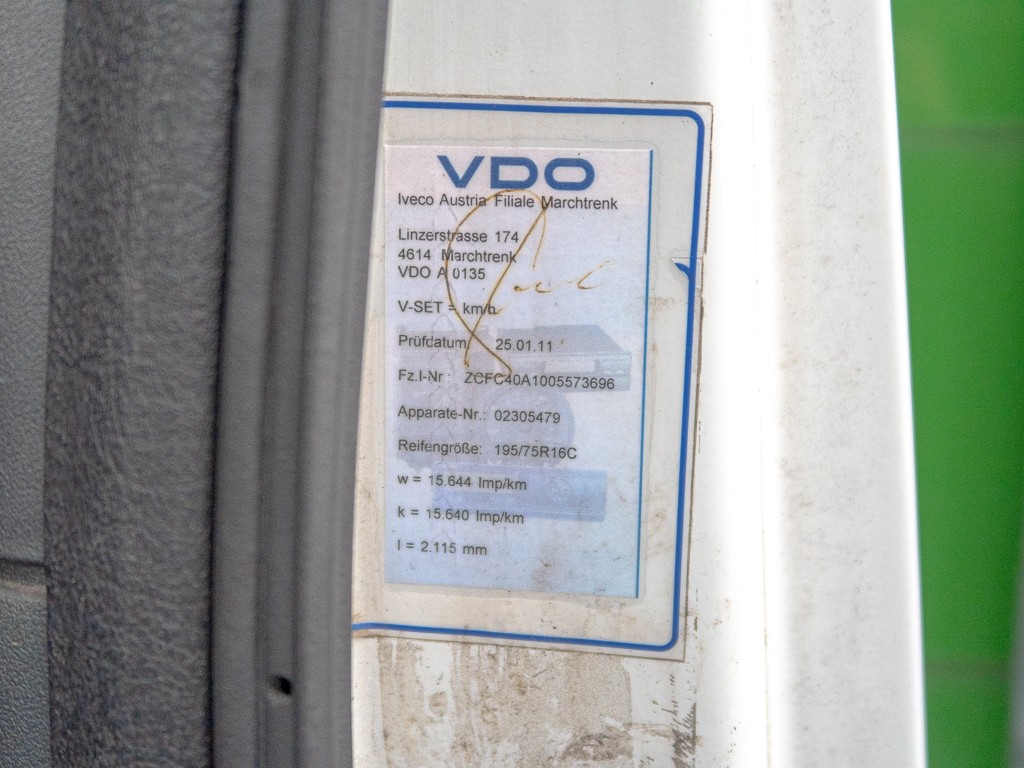 VDO
Iveco Austria Filiale Marchtrenk
Linzerstrasse 174
4614 Marchtrenk
VDO A 0135
V-SET = km/h
Prüfdatum 25.01.11
Fz.I-Nr : ZCFC40A1005573696
Apparate-Nr.: 02305479
Reifengröße: 195/75R16C
w = 15.644 Imp/km
k = 15.640 Imp/km
l = 2.115 mm